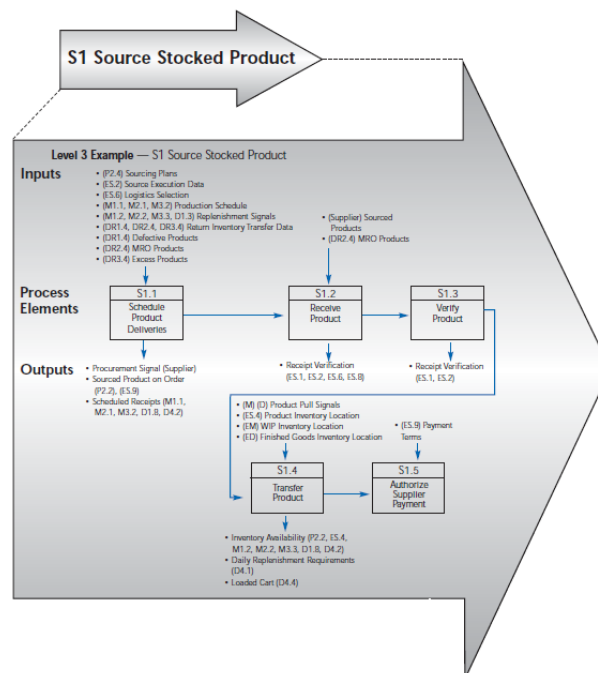 S1 Source Stocked Product
Level 3 Example — S1 Source Stocked Product
Inputs
• (P2.4) Sourcing Plans
• (ES.2) Source Execution Data
• (ES.6) Logistics Selection
• (M1.1, M2.1, M3.2) Production Schedule
• (M1.2, M2.2, M3.3, D1.3) Replenishment Signals
• (DR1.4, DR2.4, DR3.4) Return Inventory Transfer Data
• (DR1.4) Defective Products
• (DR2.4) MRO Products
• (DR3.4) Excess Products
• (Supplier) Sourced
Products
• (DR2.4) MRO Products
Process
Elements
S1.1
Schedule
Product
Deliveries
S1.2
Receive
Product
S1.3
Verify
Product
Outputs
• Procurement Signal (Supplier)
• Sourced Product on Order
(P2.2), (ES.9)
• Scheduled Receipts (M1.1,
M2.1, M3.2, D1.8, D4.2)
• Receipt Verification
(ES.1, ES.2, ES.6, ES.8)
• Receipt Verification
(ES.1, ES.2)
• (M) (D) Product Pull Signals
• (ES.4) Product Inventory Location
• (EM) WIP Inventory Location
• (ED) Finished Goods Inventory Location
• (ES.9) Payment
Terms
S1.4
Transfer
Product
S1.5
Authorize
Supplier
Payment
• Inventory Availability (P2.2, ES.4,
M1.2, M2.2, M3.3, D1.8, D4.2)
• Daily Replenishment Requirements
(D4.1)
• Loaded Cart (D4.4)